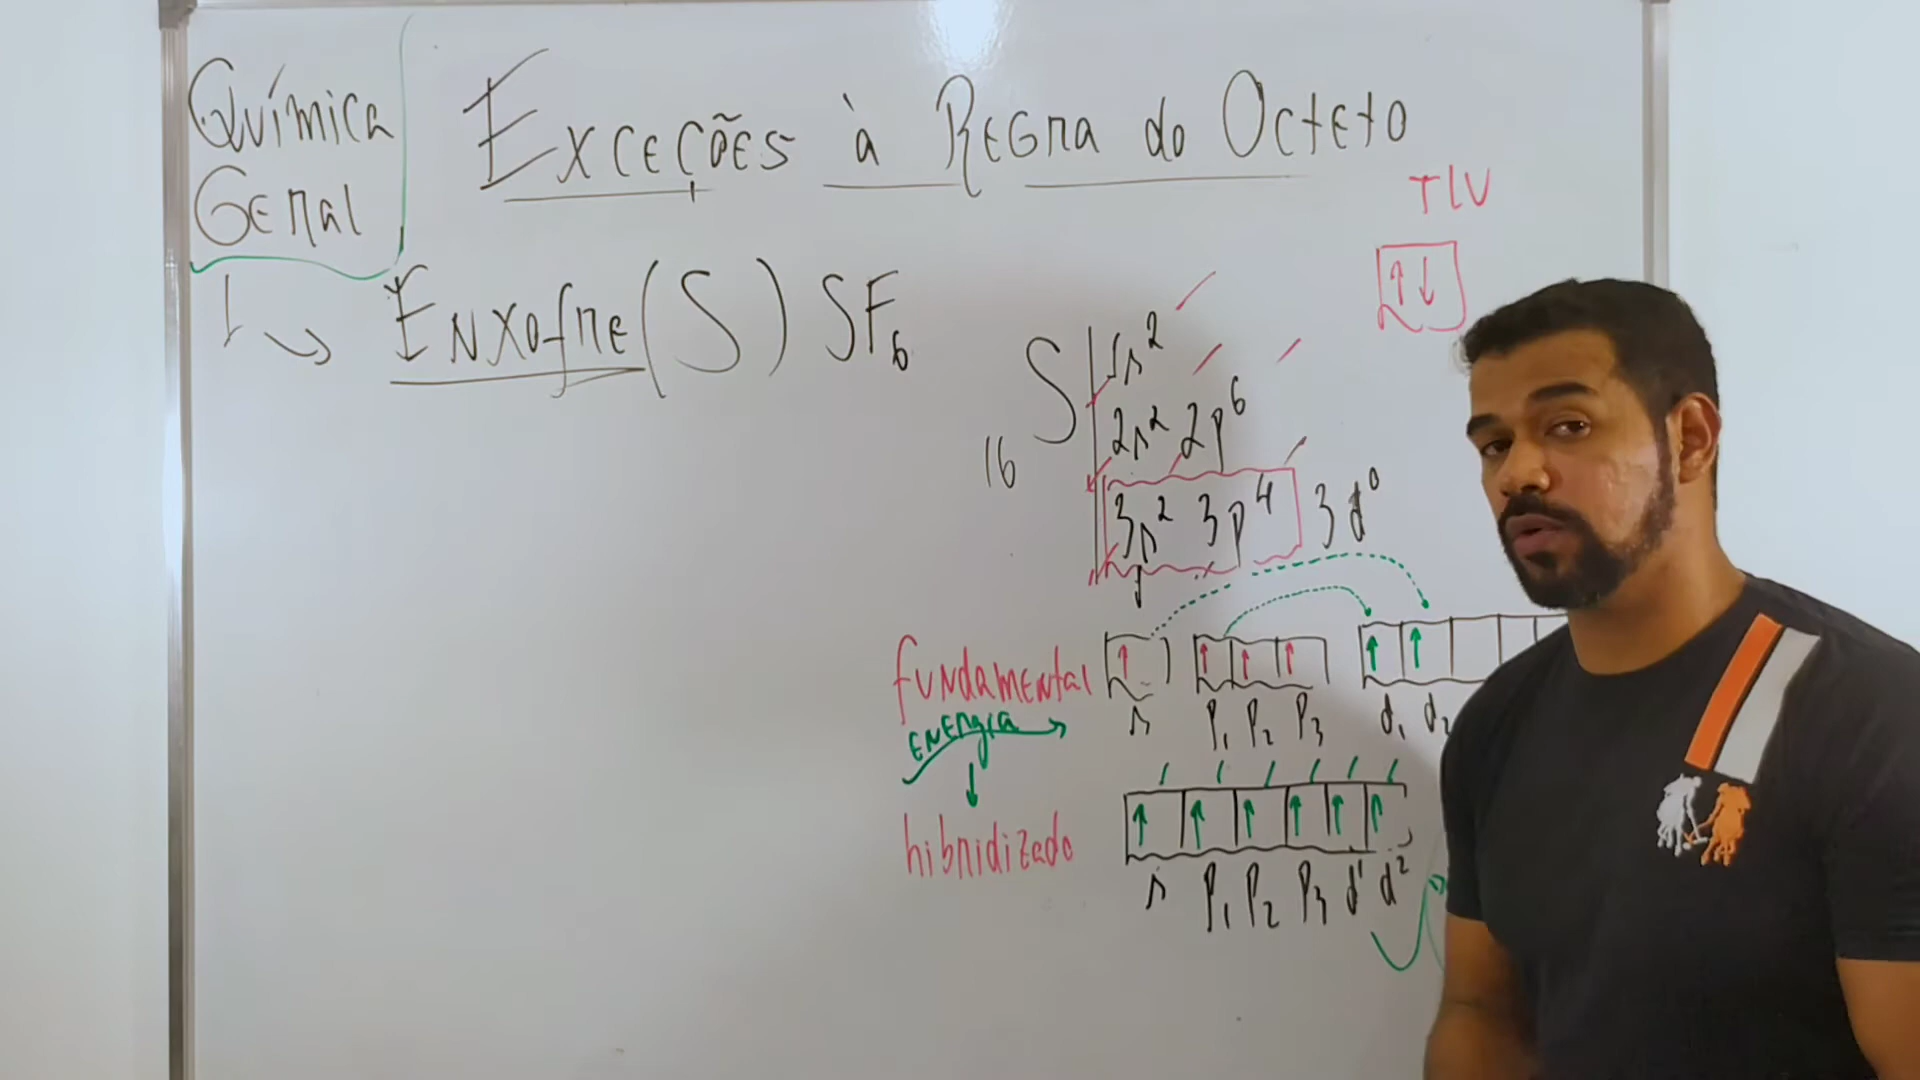 Química
Geral
Exceções à Regra do Octeto
TLV
↑↓
1 → Enxofre (S) SF₆
16 S
1s²
2s² 2p⁶
3s² 3p⁴ 3d⁰
fundamental ↑ ↑ ↑ ↑ ↑ ↑
s p₁ p₂ p₃ d₁ d₂
energia →
↓
hibridizado ↑ ↑ ↑ ↑ ↑ ↑
s p₁ p₂ p₃ d¹ d²